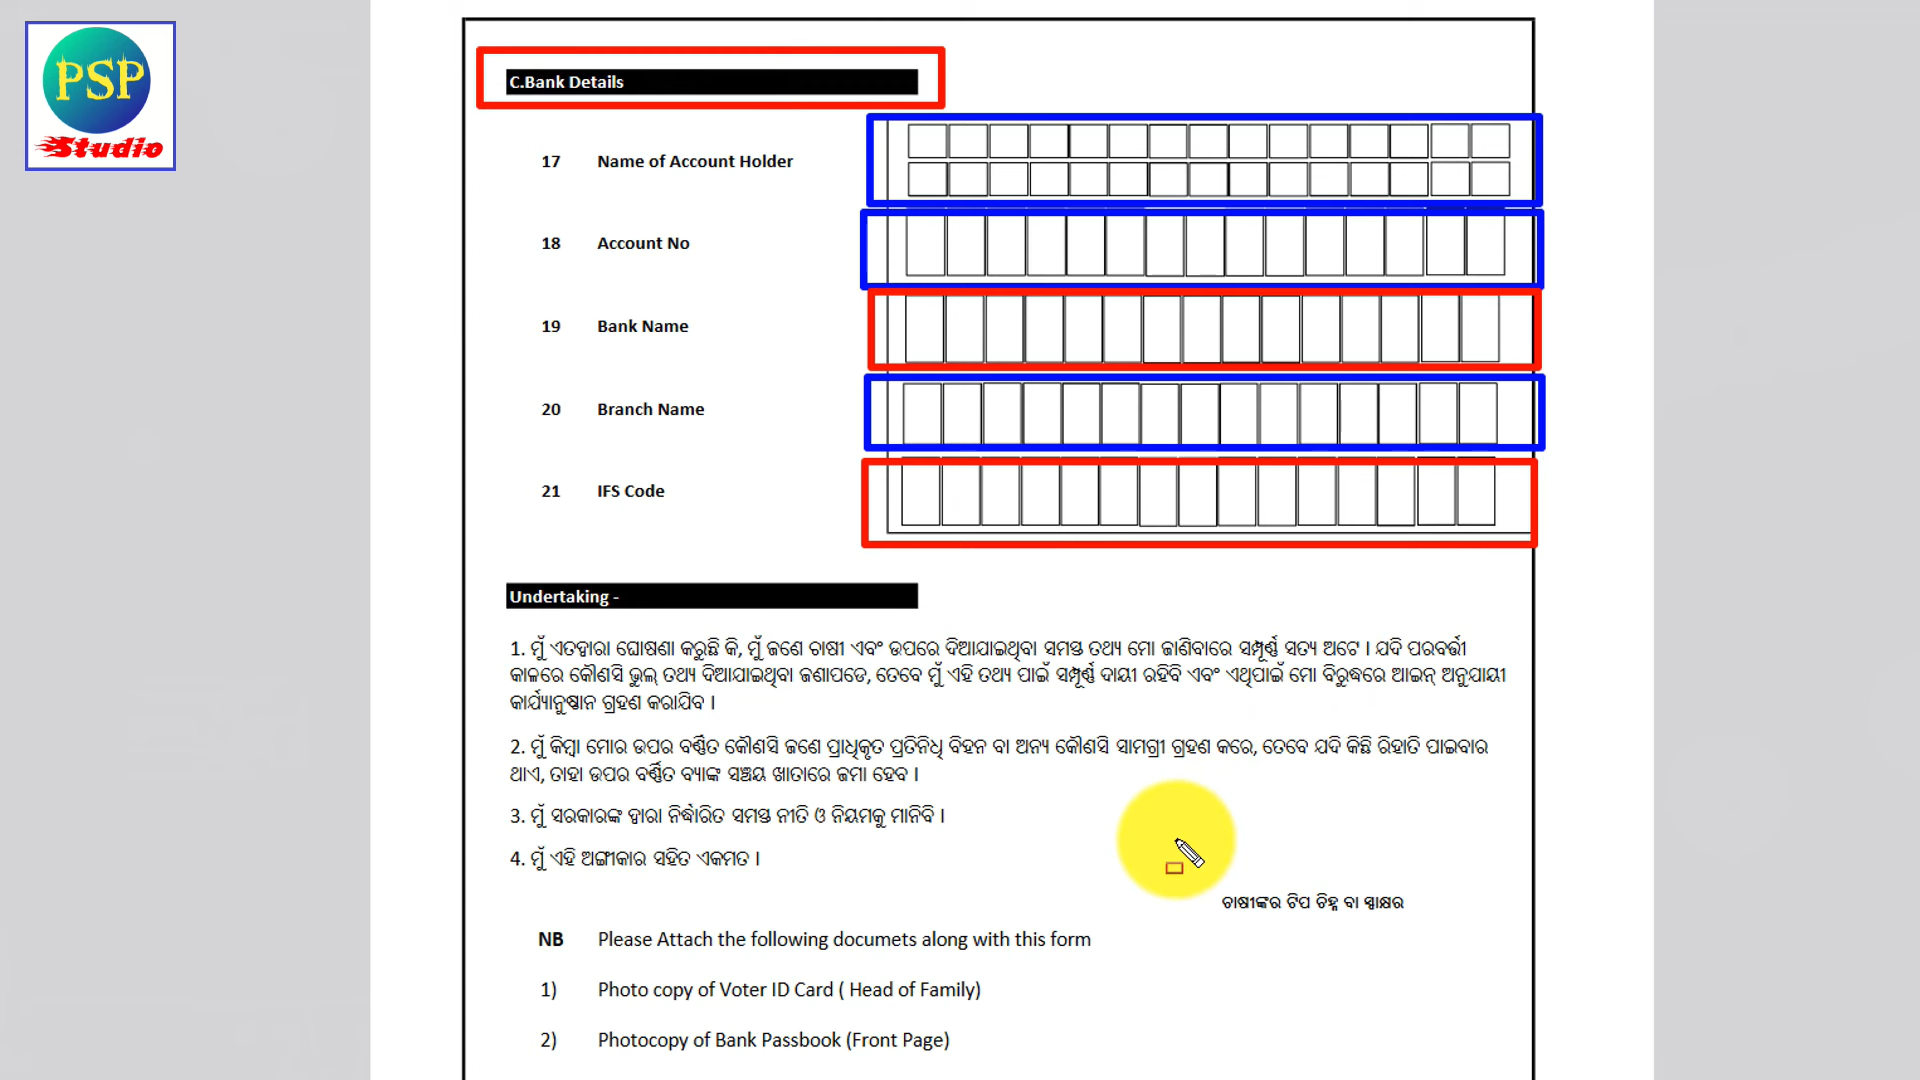 PSP
Studio
C.Bank Details
17 Name of Account Holder
18 Account No
19 Bank Name
20 Branch Name
21 IFS Code
Undertaking -
1. ମୁଁ ଏତଦ୍ୱାରା ଘୋଷଣା କରୁଛି କି, ମୁଁ ଜଣେ ଚାଷୀ ଏବଂ ଉପରେ ଦିଆଯାଇଥିବା ସମସ୍ତ ତଥ୍ୟ ମୋ ଜାଣିବାରେ ସମ୍ପୂର୍ଣ୍ଣ ସତ୍ୟ ଅଟେ । ଯଦି ପରବର୍ତ୍ତୀ
କାଳରେ କୌଣସି ଭୁଲ୍ ତଥ୍ୟ ଦିଆଯାଇଥିବା ଜଣାପଡେ, ତେବେ ମୁଁ ଏହି ତଥ୍ୟ ପାଇଁ ସମ୍ପୂର୍ଣ୍ଣ ଦାୟୀ ରହିବି ଏବଂ ଏଥିପାଇଁ ମୋ ବିରୁଦ୍ଧରେ ଆଇନ୍ ଅନୁଯାୟୀ
କାର୍ଯ୍ୟାନୁଷ୍ଠାନ ଗ୍ରହଣ କରାଯିବ ।
2. ମୁଁ କିମ୍ବା ମୋର ଉପର ବର୍ଣ୍ଣିତ କୌଣସି ଜଣେ ପ୍ରାଧିକୃତ ପ୍ରତିନିଧି ବିହନ ବା ଅନ୍ୟ କୌଣସି ସାମଗ୍ରୀ ଗ୍ରହଣ କରେ, ତେବେ ଯଦି କିଛି ରିହାତି ପାଇବାର
ଥାଏ, ତାହା ଉପର ବର୍ଣ୍ଣିତ ବ୍ୟାଙ୍କ ସଞ୍ଚୟ ଖାତାରେ ଜମା ହେବ ।
3. ମୁଁ ସରକାରଙ୍କ ଦ୍ୱାରା ନିର୍ଦ୍ଧାରିତ ସମସ୍ତ ନୀତି ଓ ନିୟମକୁ ମାନିବି ।
4. ମୁଁ ଏହି ଅଙ୍ଗୀକାର ସହିତ ଏକମତ ।
ଚାଷୀଙ୍କର ଟିପ ଚିହ୍ନ ବା ସ୍ୱାକ୍ଷର
NB Please Attach the following documets along with this form
1) Photo copy of Voter ID Card ( Head of Family)
2) Photocopy of Bank Passbook (Front Page)